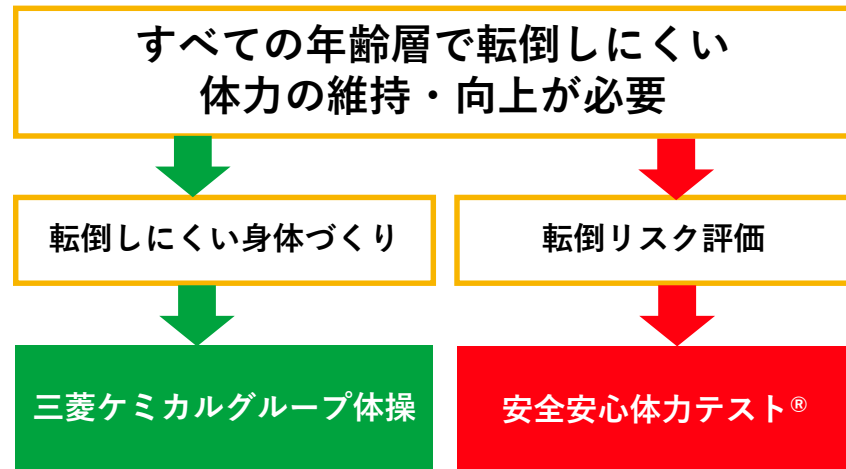 すべての年齢層で転倒しにくい
体力の維持・向上が必要
転倒しにくい身体づくり
転倒リスク評価
三菱ケミカルグループ体操
安全安心体力テスト®